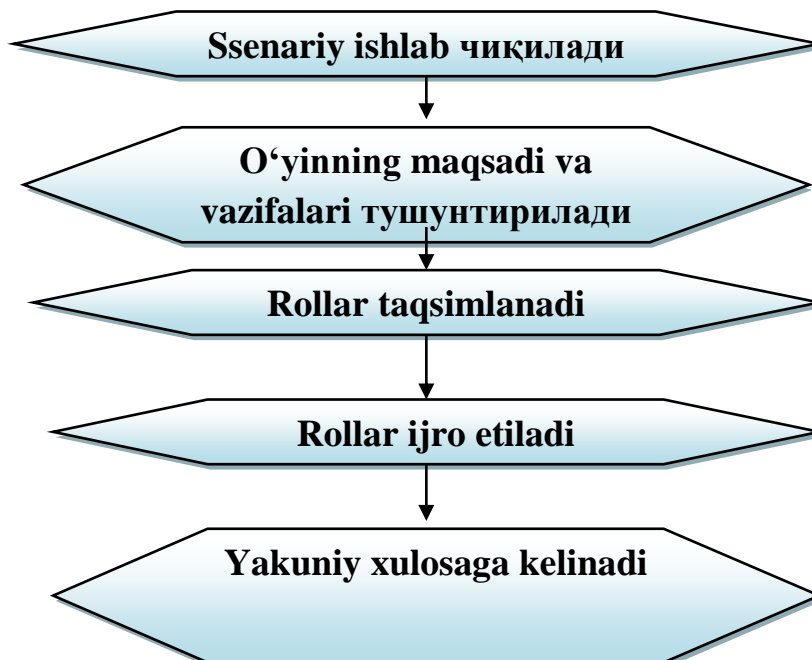 Ssenariy ishlab чиқилади
O‘yinning maqsadi va
vazifalari тушунтирилади
Rollar taqsimlanadi
Rollar ijro etiladi
Yakuniy xulosaga kelinadi